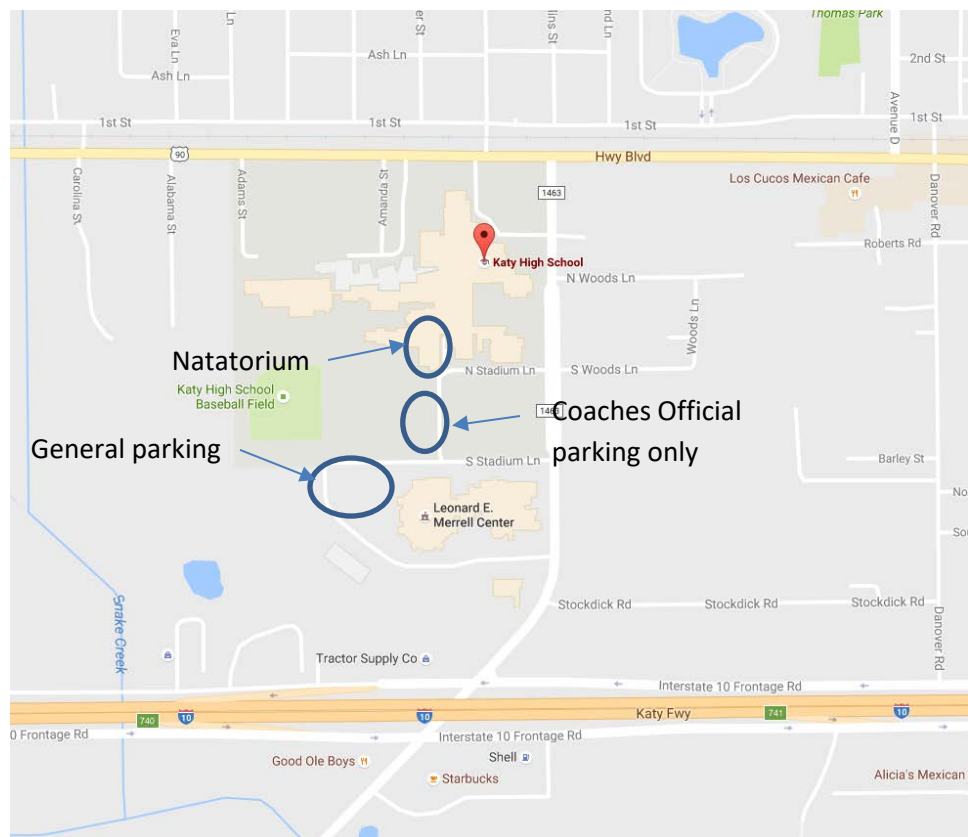 Thomas Park
Ln
er St
ins St
nd Ln
Eva Ln
Ash Ln
Ash Ln
2nd St
Avenue D
1st St
1st St
1st St
1st St
90
Hwy Blvd
Carolina St
Alabama St
Adams St
Amanda St
1463
Los Cucos Mexican Cafe
Danover Rd
Roberts Rd
Katy High School
N Woods Ln
Woods Ln
Natatorium
N Stadium Ln
S Woods Ln
Katy High School
Baseball Field
1463
Coaches Official
parking only
General parking
S Stadium Ln
Barley St
No
Sou
Leonard E.
Merrell Center
Snake Creek
Stockdick Rd
Stockdick Rd
Stockdick Rd
Danover Rd
Tractor Supply Co
Interstate 10 Frontage Rd
740
10
10
Katy Fwy
741
10
0 Frontage Rd
Interstate 10 Frontage Rd
Good Ole Boys
Shell
Starbucks
Alicia's Mexican